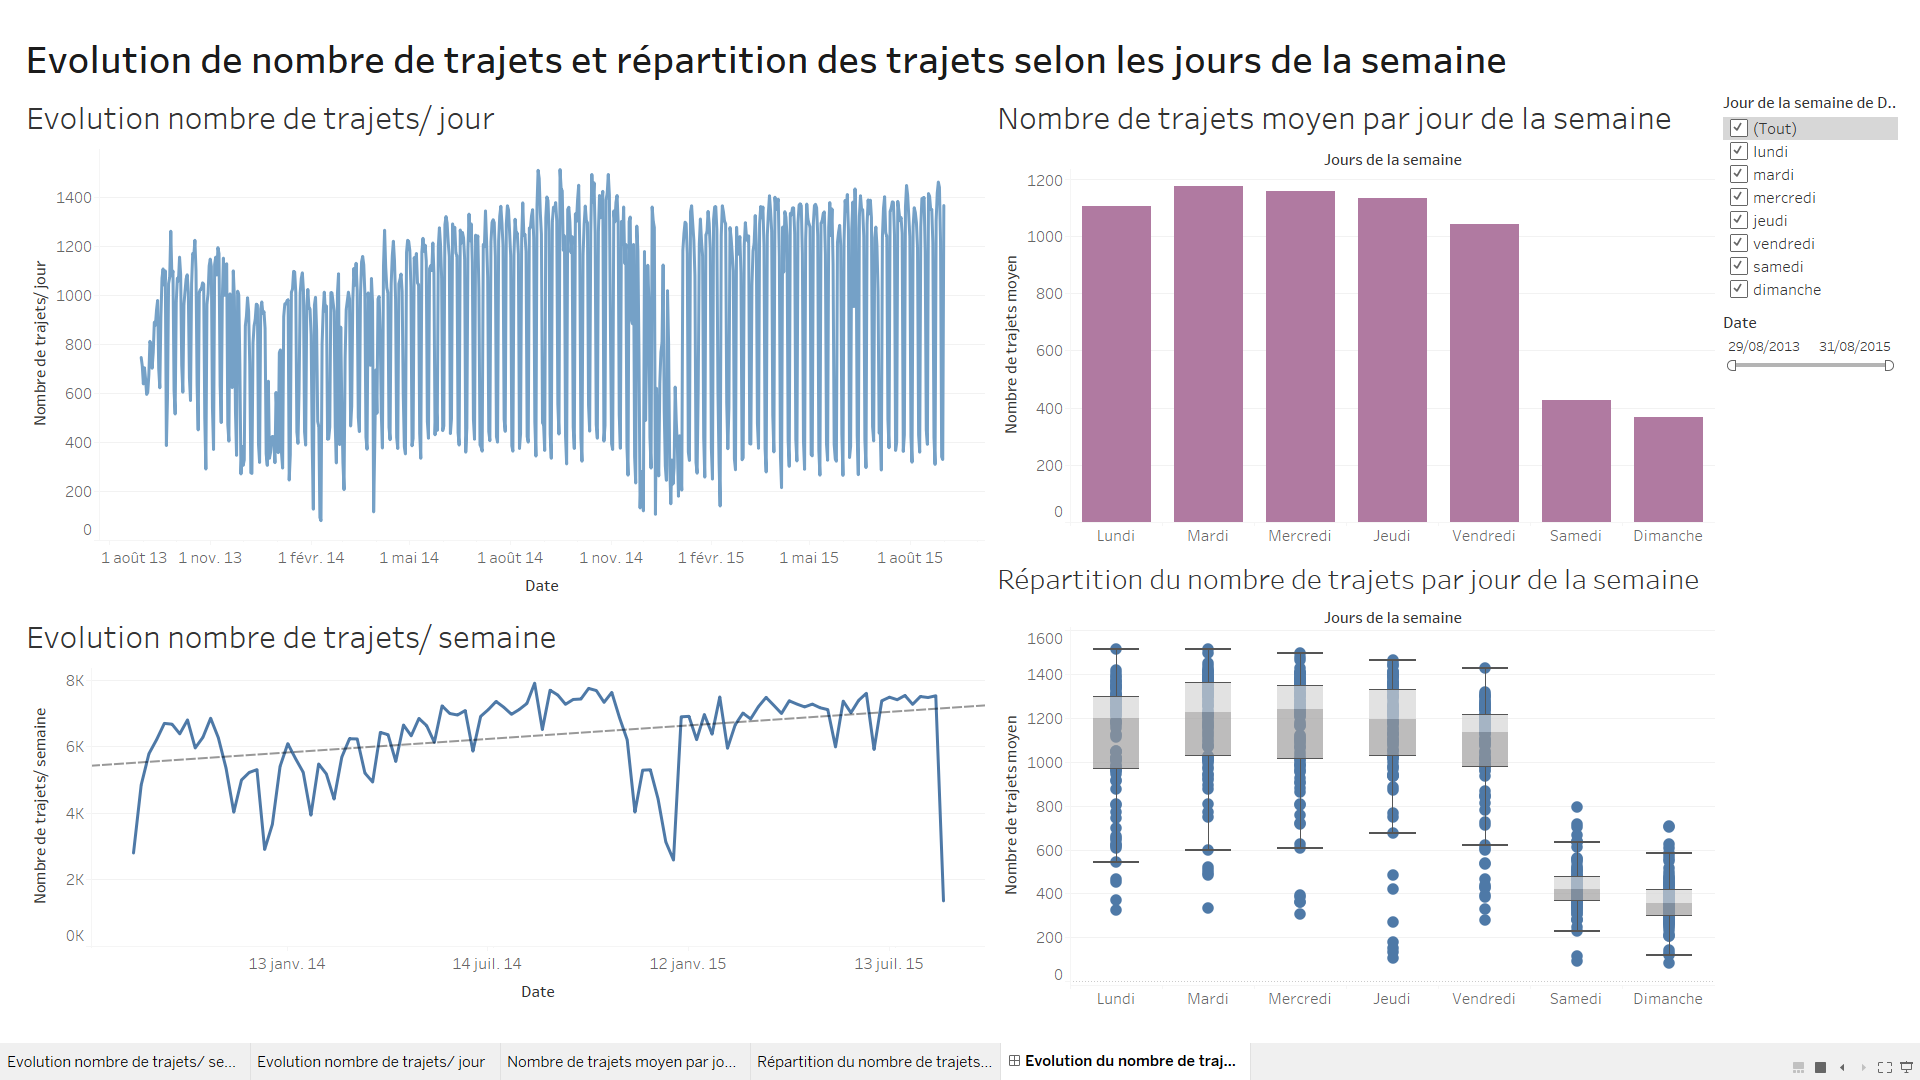 Evolution de nombre de trajets et répartition des trajets selon les jours de la semaine
Evolution nombre de trajets/ jour
Nombre de trajets/ jour
1400
1200
1000
800
600
400
200
0
1 août 13
1 nov. 13
1 févr. 14
1 mai 14
1 août 14
1 nov. 14
1 févr. 15
1 mai 15
1 août 15
Date
Evolution nombre de trajets/ semaine
Nombre de trajets/ semaine
8K
6K
4K
2K
0K
13 janv. 14
14 juil. 14
12 janv. 15
13 juil. 15
Date
Nombre de trajets moyen par jour de la semaine
Jours de la semaine
Nombre de trajets moyen
1200
1000
800
600
400
200
0
Lundi
Mardi
Mercredi
Jeudi
Vendredi
Samedi
Dimanche
Répartition du nombre de trajets par jour de la semaine
Jours de la semaine
Nombre de trajets moyen
1600
1400
1200
1000
800
600
400
200
0
Lundi
Mardi
Mercredi
Jeudi
Vendredi
Samedi
Dimanche
Jour de la semaine de D..
(Tout)
lundi
mardi
mercredi
jeudi
vendredi
samedi
dimanche
Date
29/08/2013
31/08/2015
Evolution nombre de trajets/ se...
Evolution nombre de trajets/ jour
Nombre de trajets moyen par jo...
Répartition du nombre de trajets...
Evolution du nombre de traj...